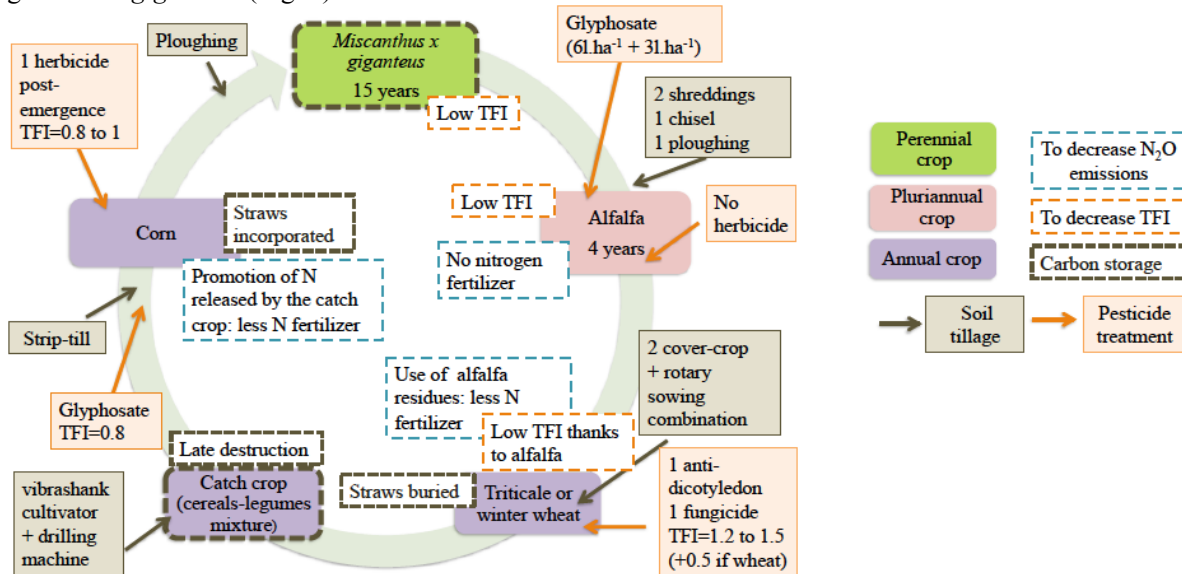 Ploughing
Miscanthus x
giganteus
15 years
Low TFI
Glyphosate
(6l.ha⁻¹ + 3l.ha⁻¹)
1 herbicide
post-
emergence
TFI=0.8 to 1
2 shreddings
1 chisel
1 ploughing
Low TFI
Alfalfa
4 years
No
herbicide
No nitrogen
fertilizer
Corn
Straws
incorporated
Promotion of N
released by the catch
crop: less N fertilizer
Strip-till
Glyphosate
TFI=0.8
Use of alfalfa
residues: less N
fertilizer
2 cover-crop
+ rotary
sowing
combination
Low TFI thanks
to alfalfa
Late destruction
Catch crop
(cereals-legumes
mixture)
Straws buried
Triticale or
winter wheat
1 anti-
dicotyledon
1 fungicide
TFI=1.2 to 1.5
(+0.5 if wheat)
vibrashank
cultivator
+ drilling
machine
Perennial
crop
Pluriannual
crop
Annual crop
To decrease N₂O
emissions
To decrease TFI
Carbon storage
Soil
tillage
Pesticide
treatment